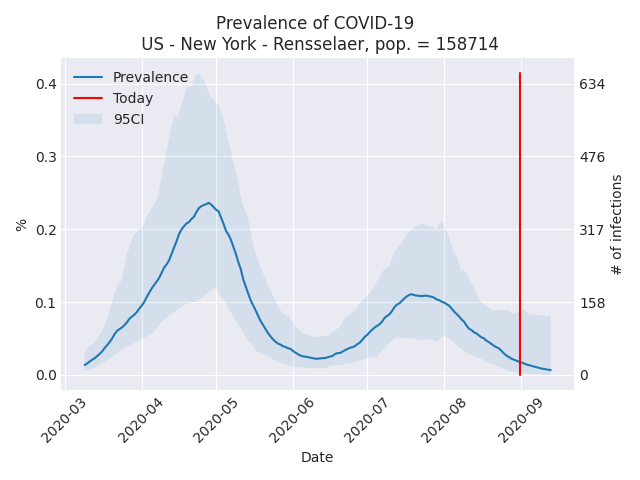 Prevalence of COVID-19
US - New York - Rensselaer, pop. = 158714
Prevalence
Today
95CI
0.4
0.3
0.2
0.1
0.0
%
634
476
317
158
0
# of infections
2020-03
2020-04
2020-05
2020-06
2020-07
2020-08
2020-09
Date